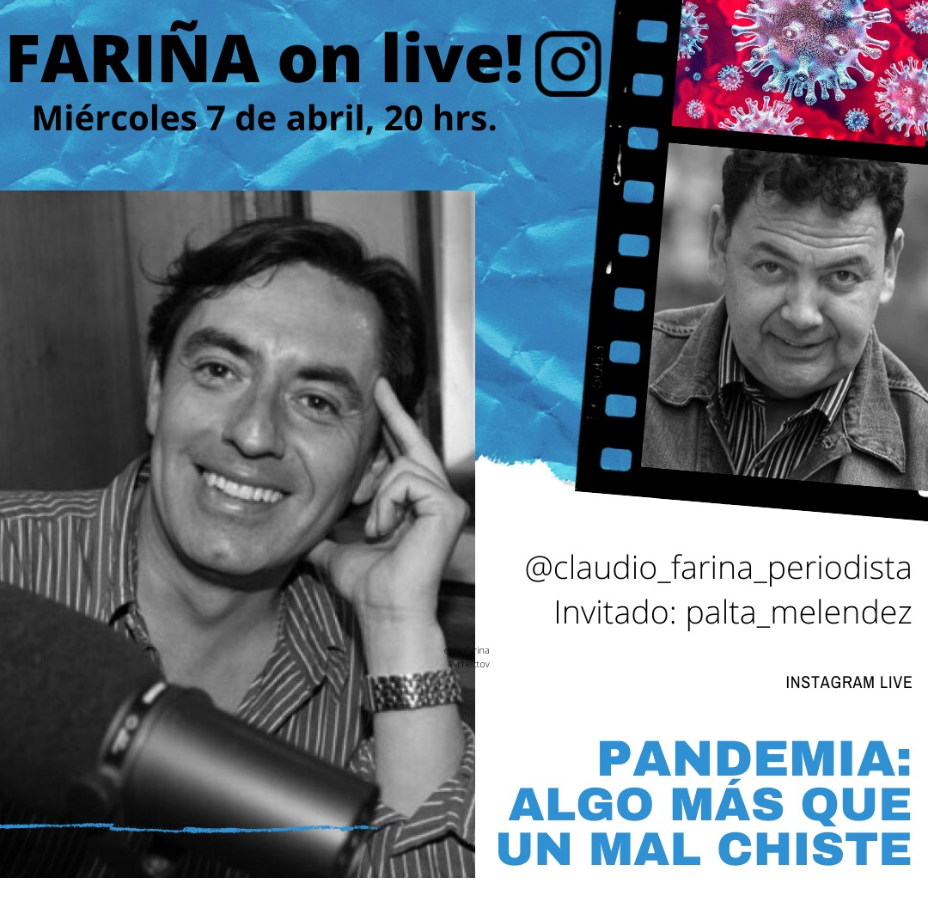 FARIÑA on live!
Miércoles 7 de abril, 20 hrs.
@claudio_farina_periodista
Invitado: palta_melendez
INSTAGRAM LIVE
PANDEMIA:
ALGO MÁS QUE
UN MAL CHISTE